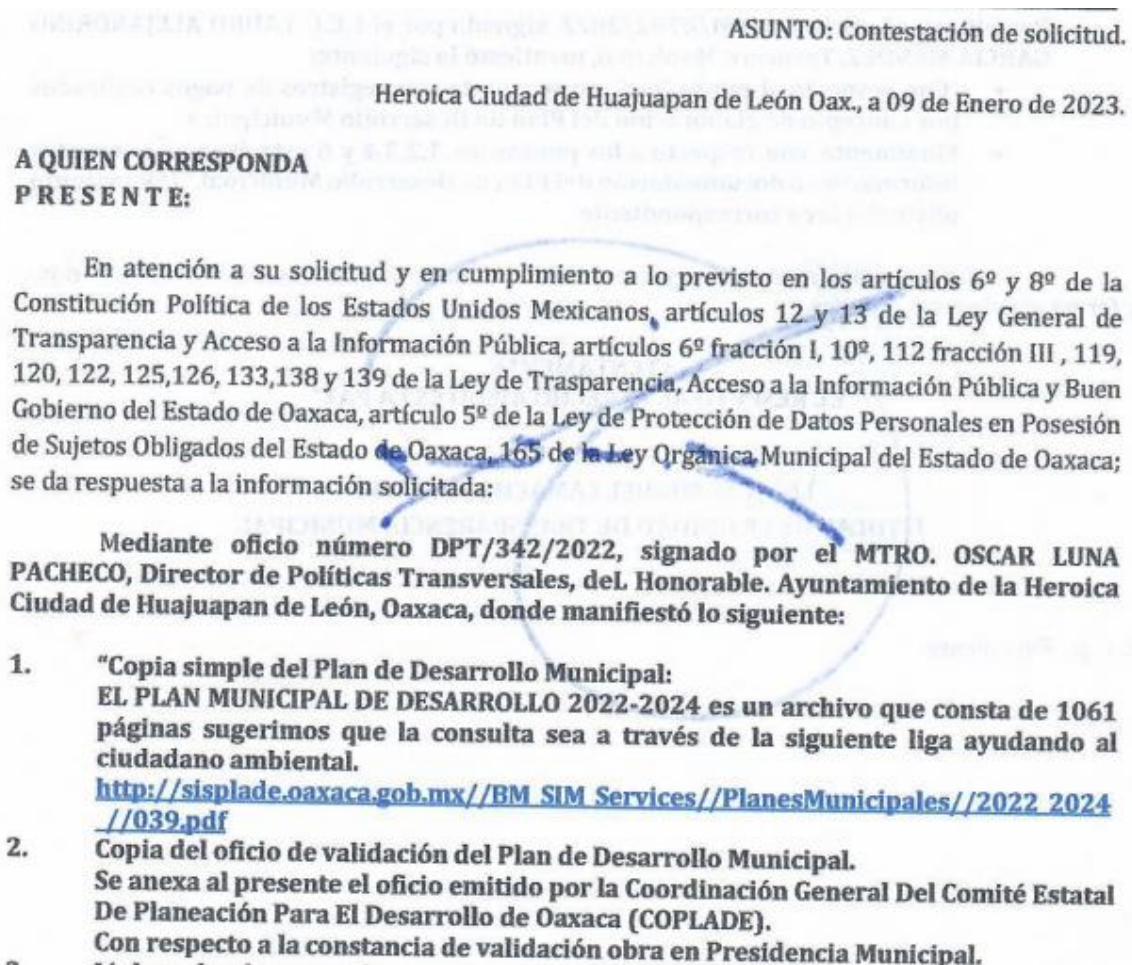 ASUNTO: Contestación de solicitud.
Heroica Ciudad de Huajuapan de León Oax., a 09 de Enero de 2023.
A QUIEN CORRESPONDA
P R E S E N T E:
En atención a su solicitud y en cumplimiento a lo previsto en los artículos 6º y 8º de la
Constitución Política de los Estados Unidos Mexicanos, artículos 12 y 13 de la Ley General de
Transparencia y Acceso a la Información Pública, artículos 6º fracción I, 10º, 112 fracción III , 119,
120, 122, 125,126, 133,138 y 139 de la Ley de Trasparencia, Acceso a la Información Pública y Buen
Gobierno del Estado de Oaxaca, artículo 5º de la Ley de Protección de Datos Personales en Posesión
de Sujetos Obligados del Estado de Oaxaca, 165 de la Ley Orgánica Municipal del Estado de Oaxaca;
se da respuesta a la información solicitada:
Mediante oficio número DPT/342/2022, signado por el MTRO. OSCAR LUNA
PACHECO, Director de Políticas Transversales, deL Honorable. Ayuntamiento de la Heroica
Ciudad de Huajuapan de León, Oaxaca, donde manifiestó lo siguiente:
1. "Copia simple del Plan de Desarrollo Municipal:
EL PLAN MUNICIPAL DE DESARROLLO 2022-2024 es un archivo que consta de 1061
páginas sugerimos que la consulta sea a través de la siguiente liga ayudando al
ciudadano ambiental.
http://sisplade.oaxaca.gob.mx//BM_SIM_Services//PlanesMunicipales//2022_2024
_//039.pdf
2. Copia del oficio de validación del Plan de Desarrollo Municipal.
Se anexa al presente el oficio emitido por la Coordinación General Del Comité Estatal
De Planeación Para El Desarrollo de Oaxaca (COPLADE).
Con respecto a la constancia de validación obra en Presidencia Municipal.